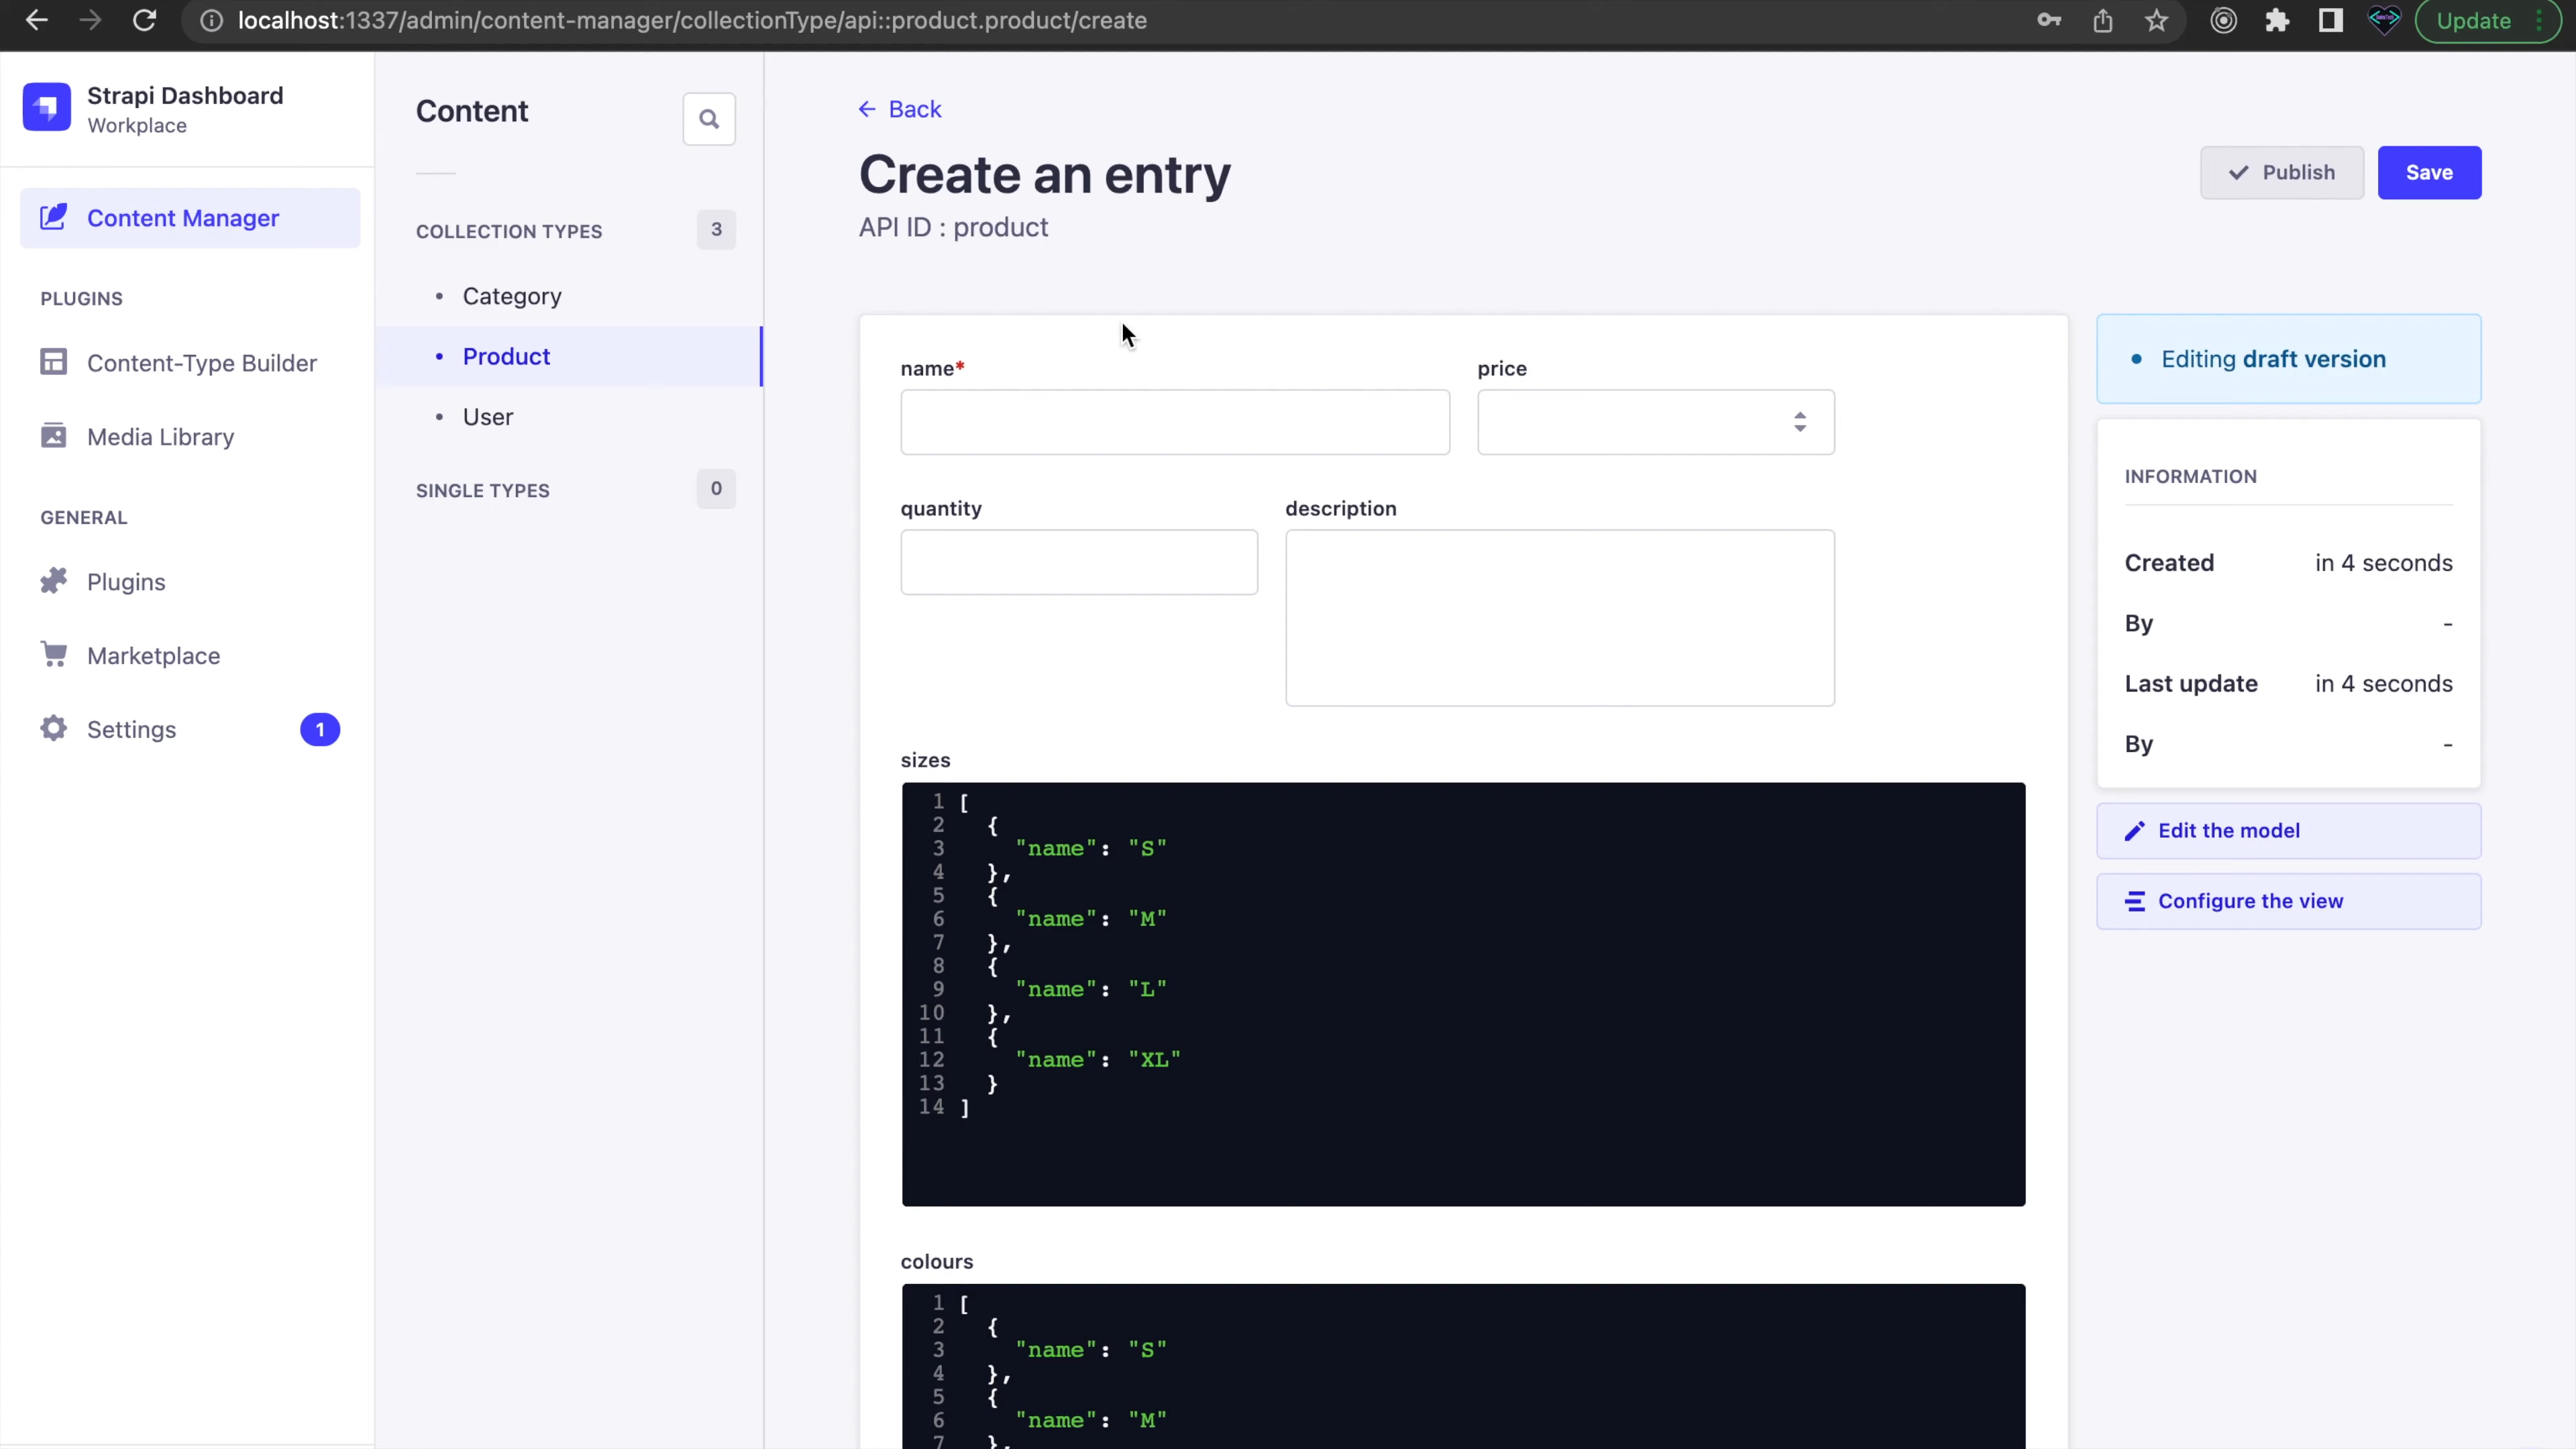 localhost:1337/admin/content-manager/collectionType/api::product.product/create
Update
Strapi Dashboard
Workplace
Content Manager
PLUGINS
Content-Type Builder
Media Library
GENERAL
Plugins
Marketplace
Settings
1
Content
COLLECTION TYPES
3
Category
Product
User
SINGLE TYPES
0
Back
Create an entry
API ID : product
Publish
Save
name*
price
quantity
description
sizes
1 [
2 {
3 "name": "S"
4 },
5 {
6 "name": "M"
7 },
8 {
9 "name": "L"
10 },
11 {
12 "name": "XL"
13 }
14 ]
colours
1 [
2 {
3 "name": "S"
4 },
5 {
6 "name": "M"
7 },
Editing draft version
INFORMATION
Created in 4 seconds
By -
Last update in 4 seconds
By -
Edit the model
Configure the view